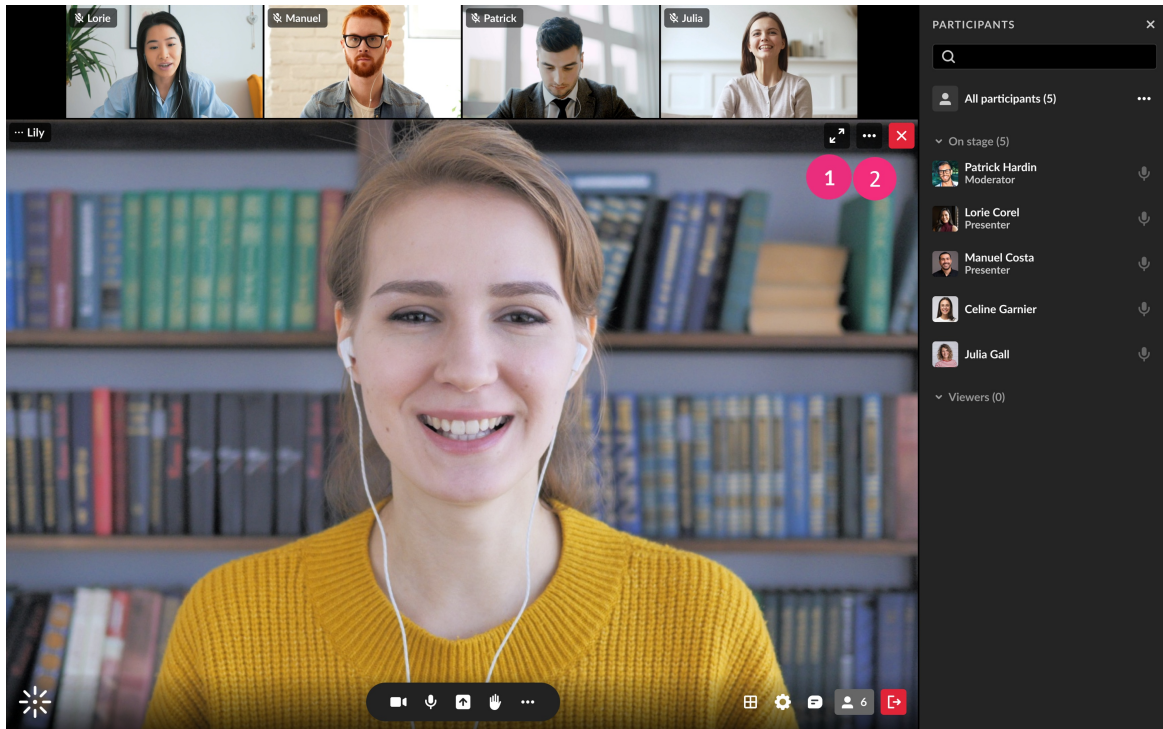 Lorie
Manuel
Patrick
Julia
PARTICIPANTS
All participants (5)
··· Lily
On stage (5)
1
2
Patrick Hardin
Moderator
Lorie Corel
Presenter
Manuel Costa
Presenter
Celine Garnier
Julia Gall
Viewers (0)
6